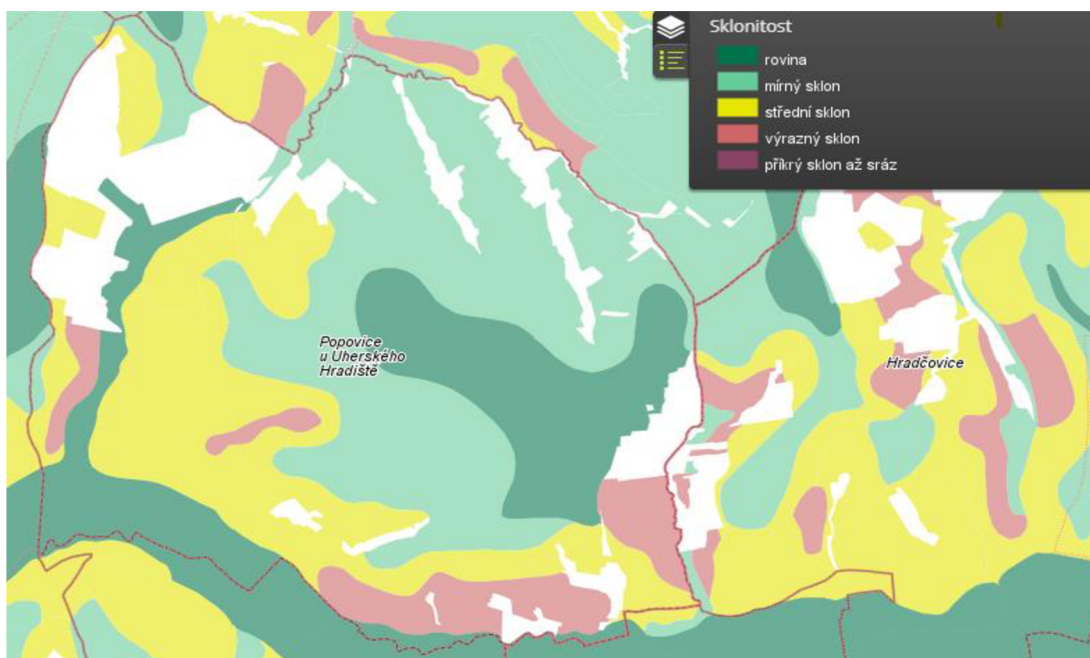 Sklonitost
rovina
mírný sklon
střední sklon
výrazný sklon
příkrý sklon až sráz
Popovice
u Uherského
Hradiště
Hradčovice